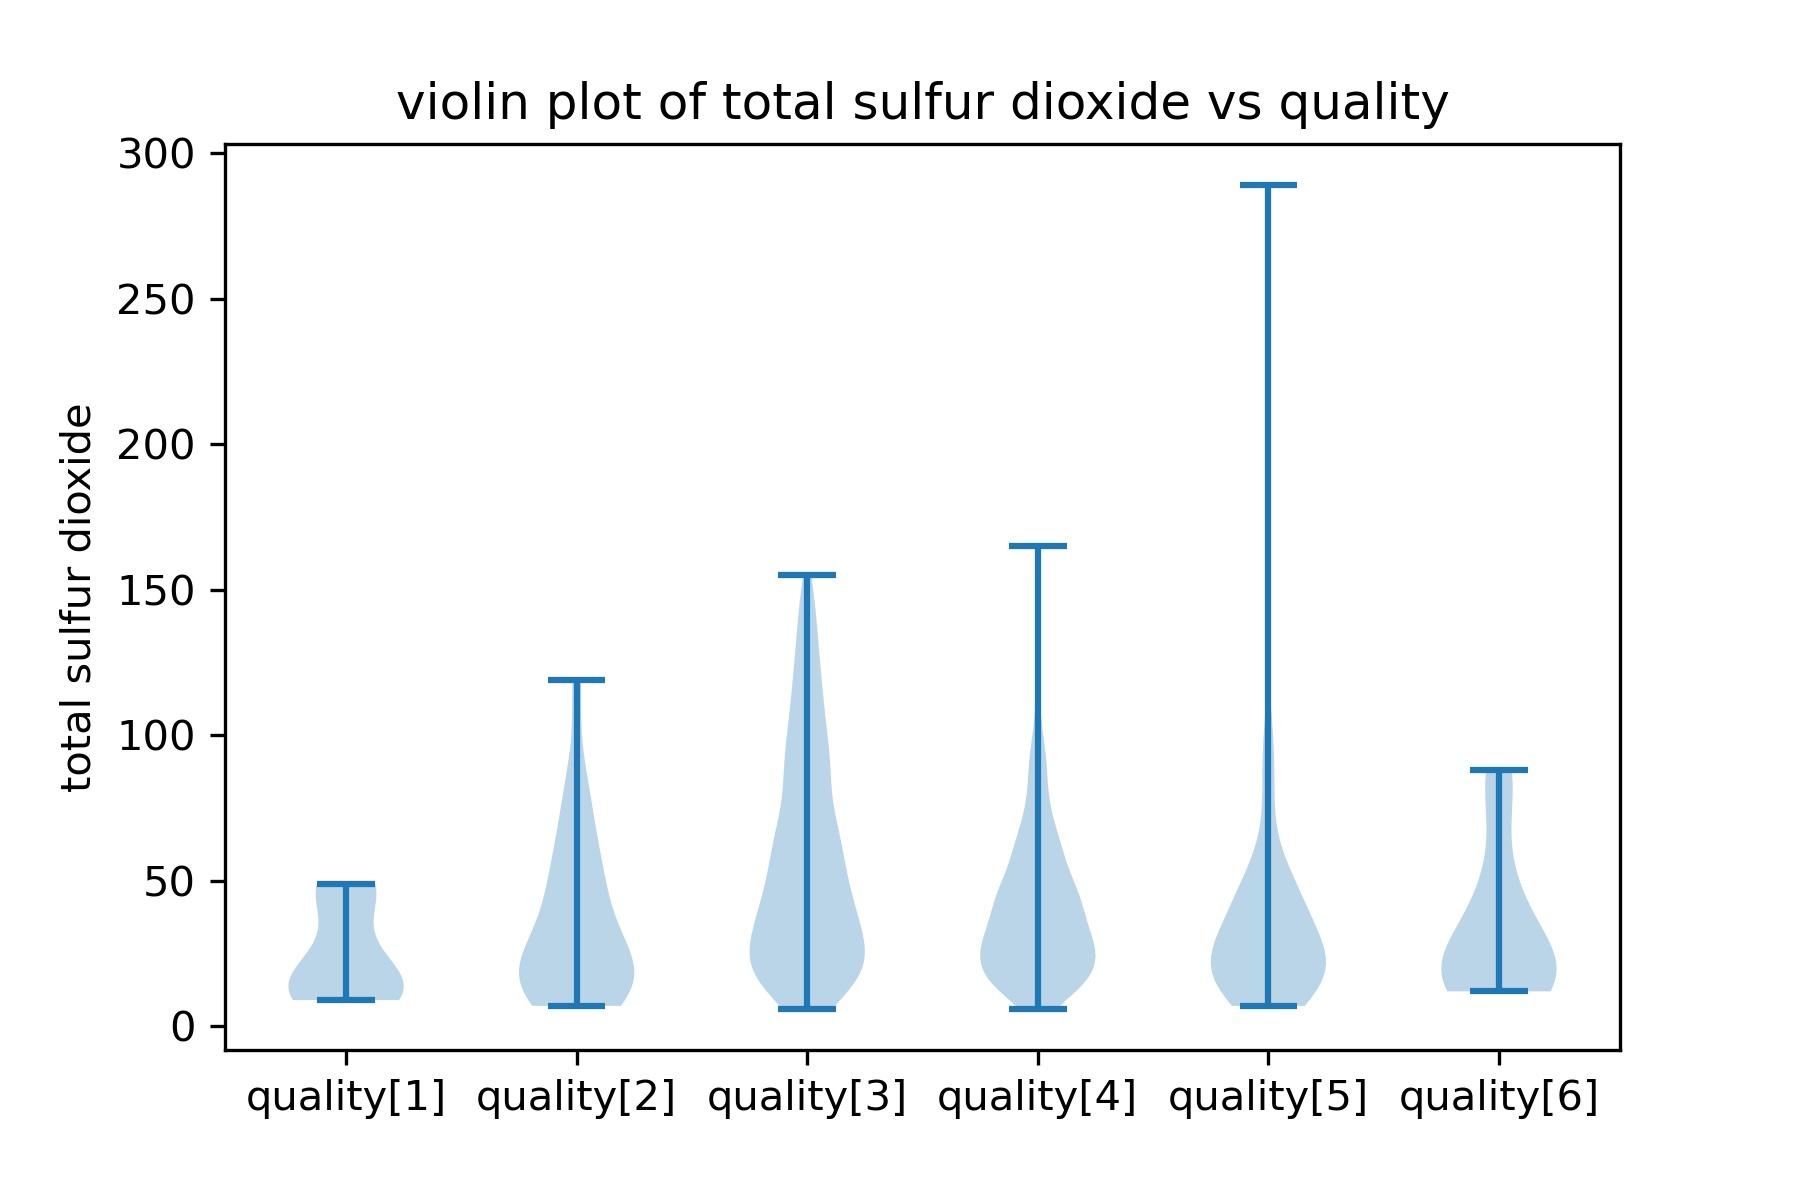 violin plot of total sulfur dioxide vs quality
300
250
200
150
100
50
0
total sulfur dioxide
quality[1] quality[2] quality[3] quality[4] quality[5] quality[6]